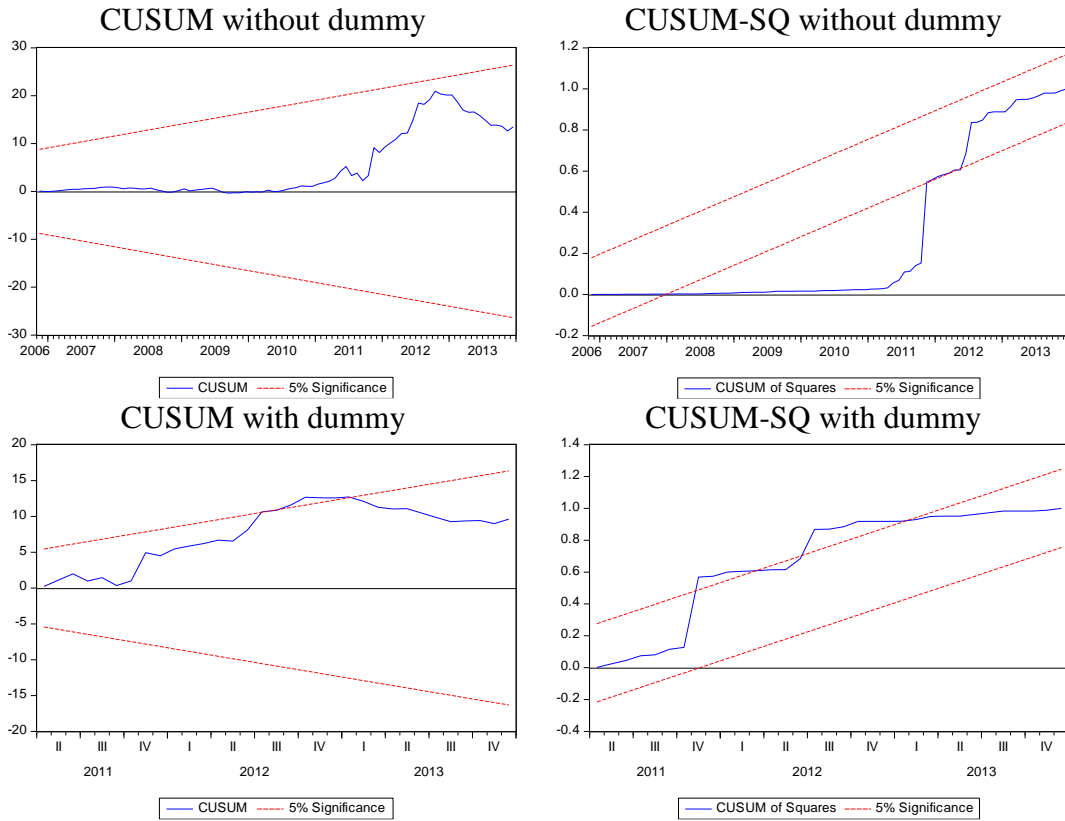 CUSUM without dummy
30
20
10
0
-10
-20
-30
2006 2007 2008 2009 2010 2011 2012 2013
CUSUM 5% Significance
CUSUM-SQ without dummy
1.2
1.0
0.8
0.6
0.4
0.2
0.0
-0.2
2006 2007 2008 2009 2010 2011 2012 2013
CUSUM of Squares 5% Significance
CUSUM with dummy
20
15
10
5
0
-5
-10
-15
-20
II III IV I II III IV I II III IV
2011 2012 2013
CUSUM 5% Significance
CUSUM-SQ with dummy
1.4
1.2
1.0
0.8
0.6
0.4
0.2
0.0
-0.2
-0.4
II III IV I II III IV I II III IV
2011 2012 2013
CUSUM of Squares 5% Significance